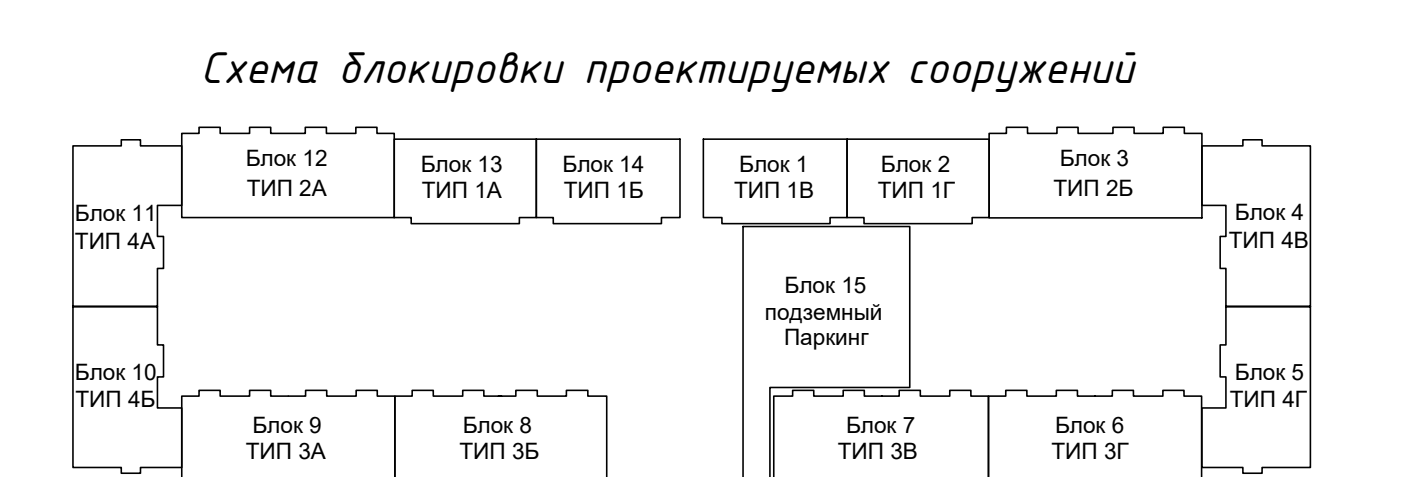 Схема блокировки проектируемых сооружений
Блок 12
ТИП 2А
Блок 13
ТИП 1А
Блок 14
ТИП 1Б
Блок 1
ТИП 1В
Блок 2
ТИП 1Г
Блок 3
ТИП 2Б
Блок 11
ТИП 4А
Блок 4
ТИП 4В
Блок 15
подземный
Паркинг
Блок 10
ТИП 4Б
Блок 5
ТИП 4Г
Блок 9
ТИП 3А
Блок 8
ТИП 3Б
Блок 7
ТИП 3В
Блок 6
ТИП 3Г